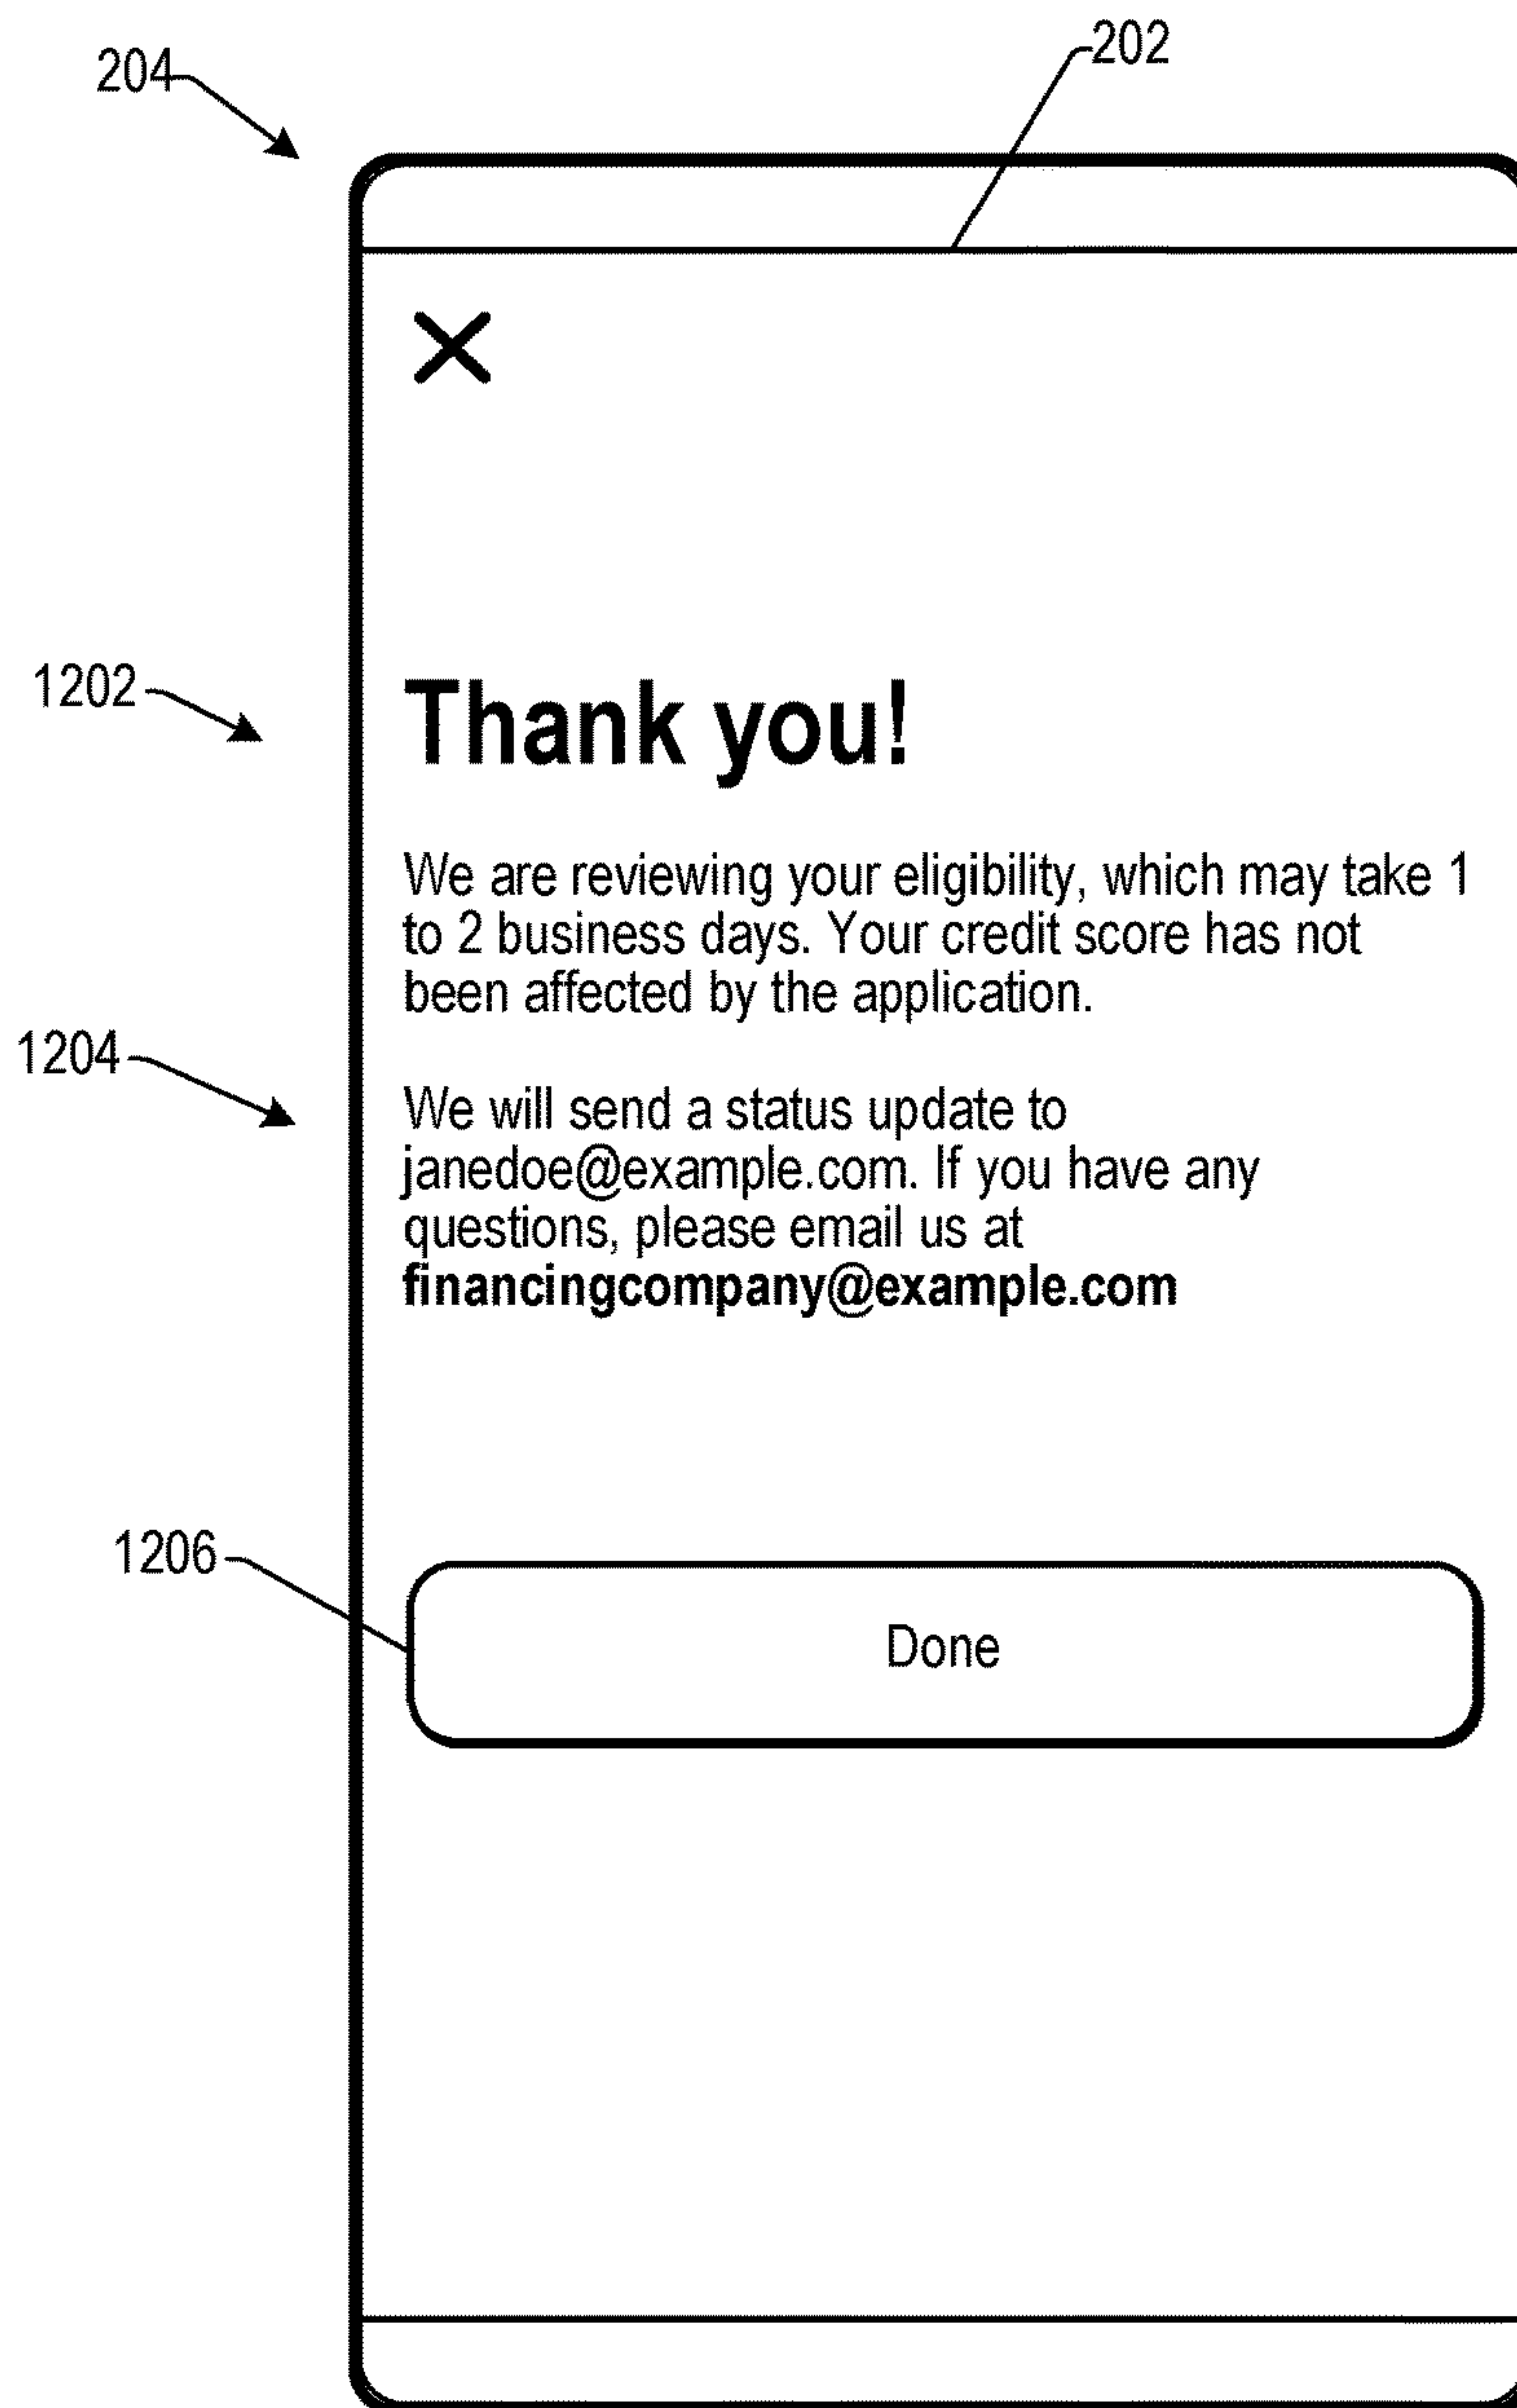 204
202
1202
Thank you!
We are reviewing your eligibility, which may take 1
to 2 business days. Your credit score has not
been affected by the application.
1204
We will send a status update to
janedoe@example.com. If you have any
questions, please email us at
financingcompany@example.com
1206
Done